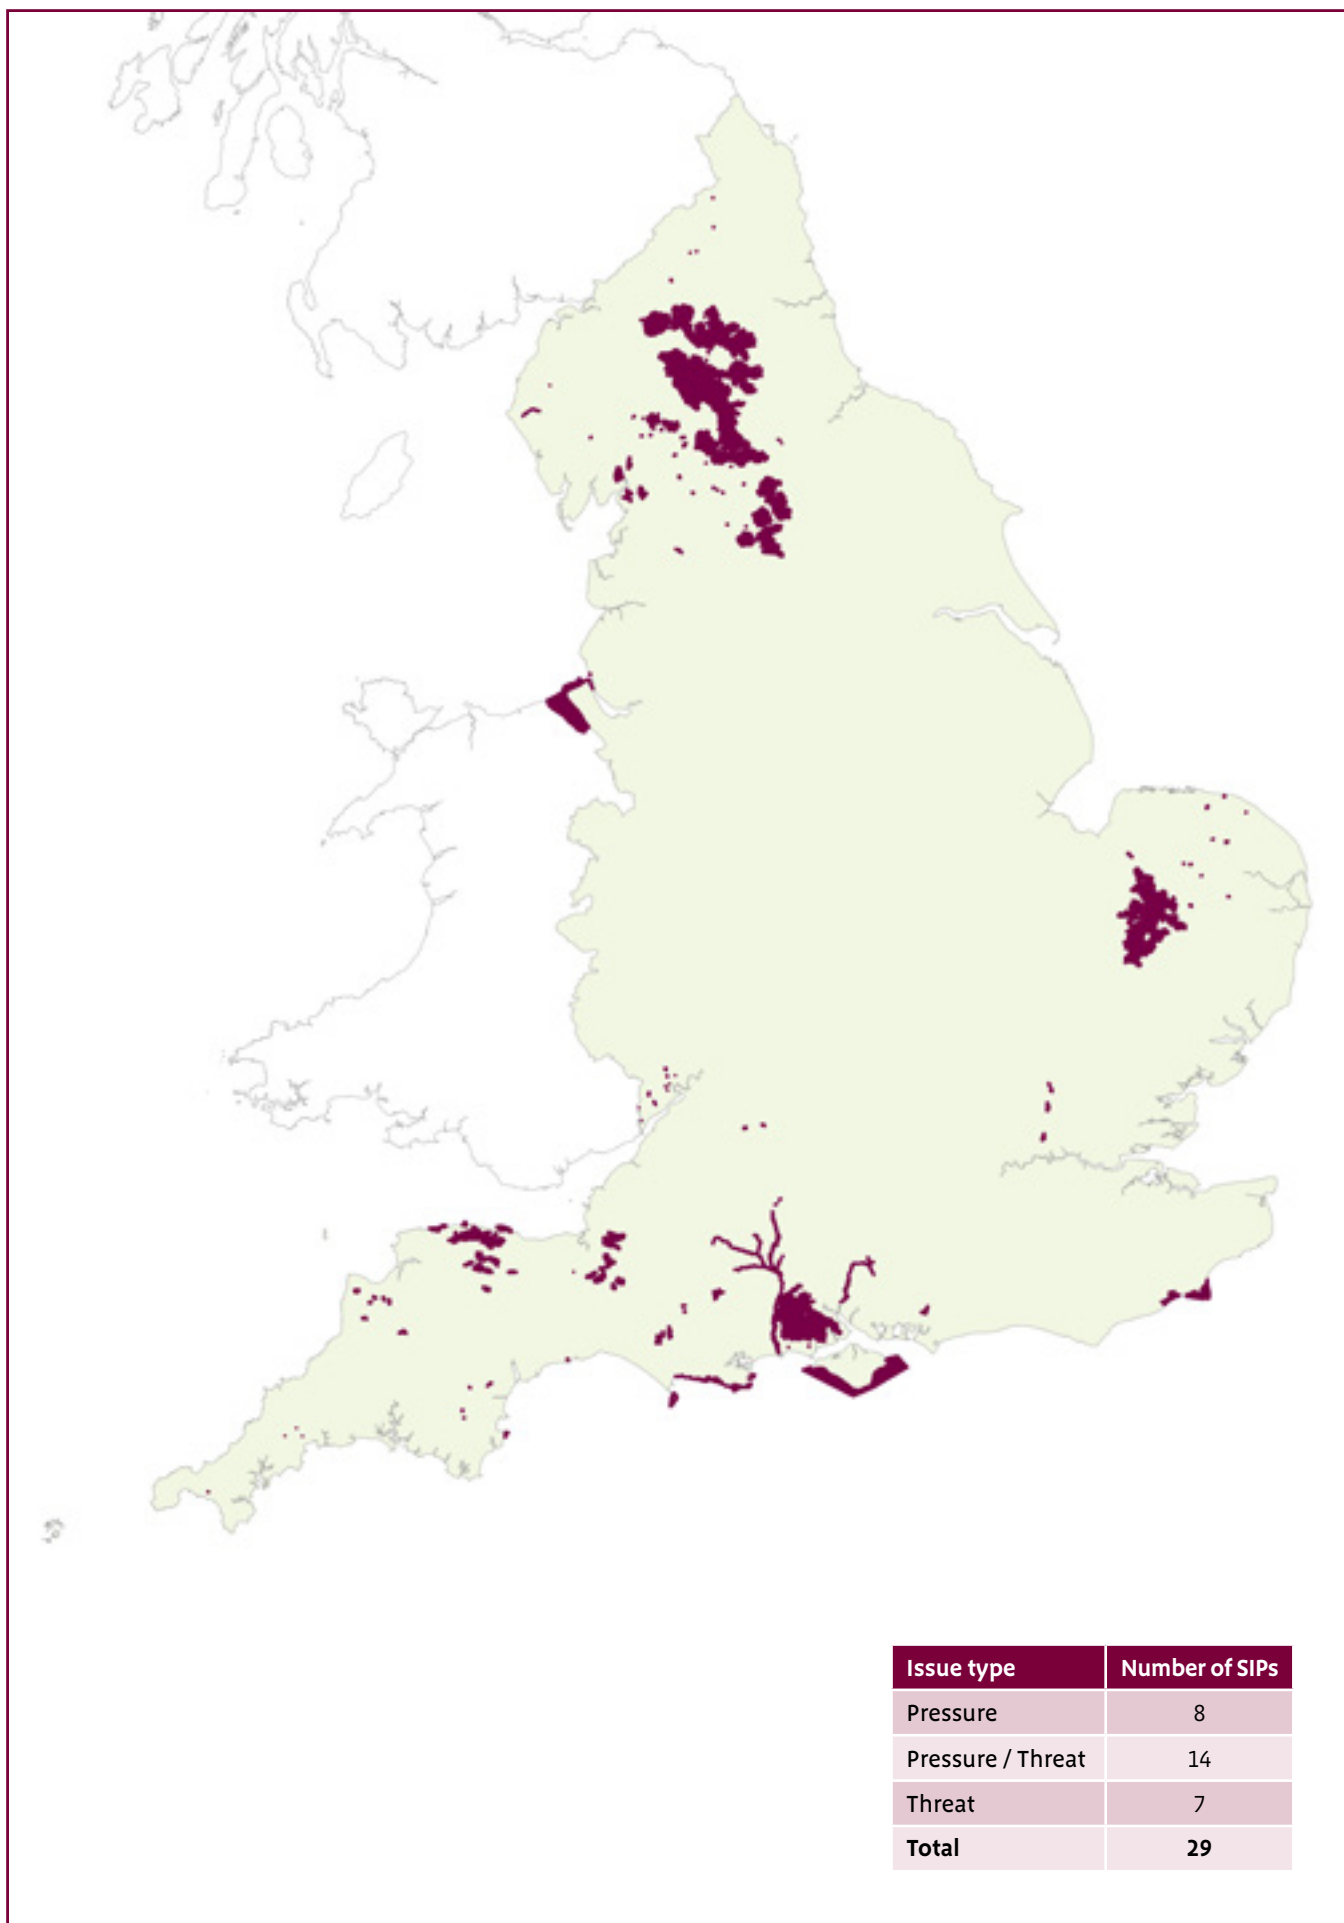 Issue type Number of SIPs
Pressure 8
Pressure / Threat 14
Threat 7
Total 29